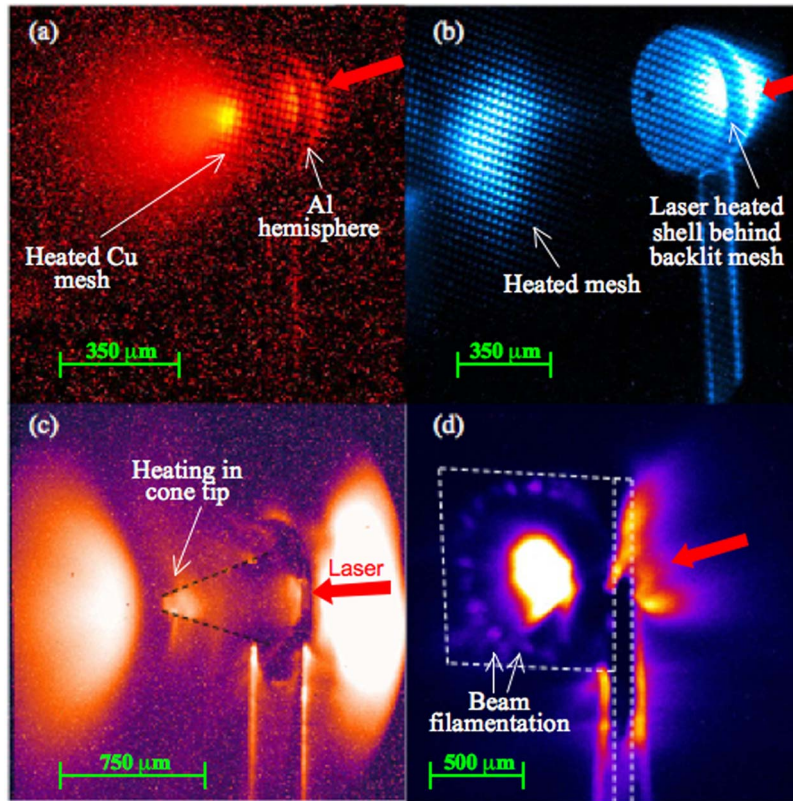 (a)
Al
hemisphere
Heated Cu
mesh
350 μm
(b)
Laser heated
shell behind
backlit mesh
Heated mesh
350 μm
(c)
Heating in
cone tip
Laser
750 μm
(d)
Beam
filamentation
500 μm